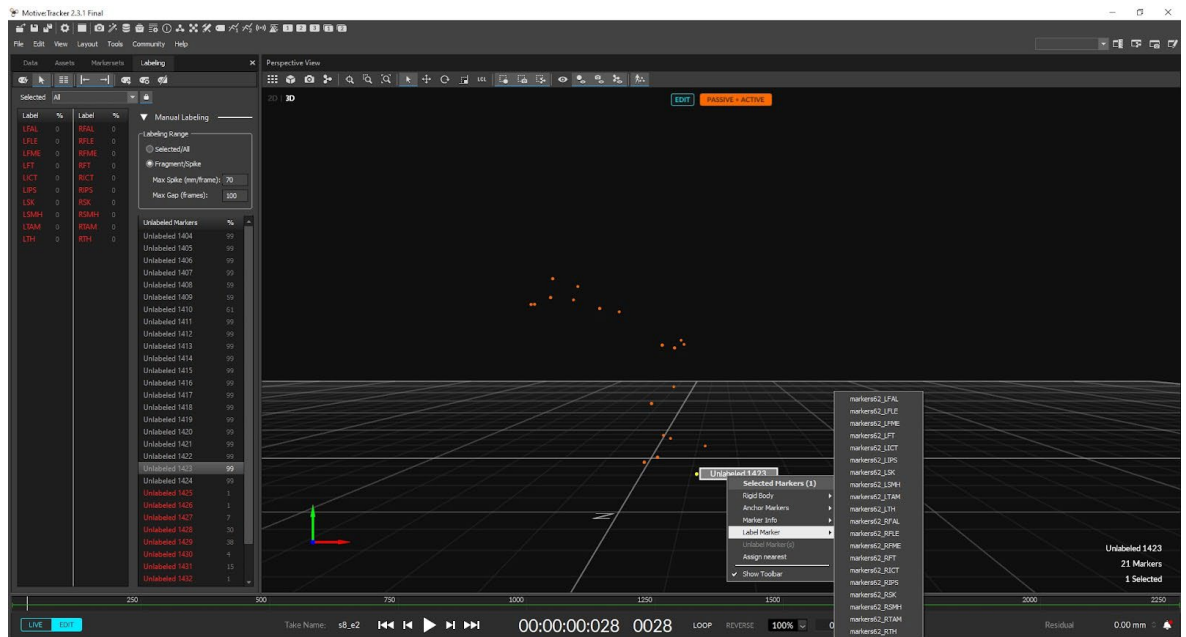 Motive:Tracker 2.3.1 Final
File Edit View Layout Tools Community Help
Data Assets Markersets Labeling
Perspective View
Selected All
Label % Label %
LFAL 0 RFAL 0
LFLE 0 RFLE 0
LFME 0 RFME 0
LFT 0 RFT 0
LICT 0 RICT 0
LIPS 0 RIPS 0
LSK 0 RSK 0
LSMH 0 RSMH 0
LTAM 0 RTAM 0
LTH 0 RTH 0
Manual Labeling
Labeling Range
Selected/All
Fragment/Spike
Max Spike (mm/frame): 70
Max Gap (frames): 100
Unlabeled Markers %
Unlabeled 1404 99
Unlabeled 1405 99
Unlabeled 1406 99
Unlabeled 1407 99
Unlabeled 1408 59
Unlabeled 1409 59
Unlabeled 1410 61
Unlabeled 1411 99
Unlabeled 1412 99
Unlabeled 1413 99
Unlabeled 1414 99
Unlabeled 1415 99
Unlabeled 1416 99
Unlabeled 1417 99
Unlabeled 1418 99
Unlabeled 1419 99
Unlabeled 1420 99
Unlabeled 1421 99
Unlabeled 1422 99
Unlabeled 1423 99
Unlabeled 1424 99
Unlabeled 1425 1
Unlabeled 1426 1
Unlabeled 1427 7
Unlabeled 1428 30
Unlabeled 1429 38
Unlabeled 1430 4
Unlabeled 1431 15
Unlabeled 1432 1
2D 3D
EDIT PASSIVE + ACTIVE
Unlabeled 1423
Selected Markers (1)
Rigid Body
Anchor Markers
Marker Info
Label Marker
Unlabel Marker(s)
Assign nearest
Show Toolbar
markers62_LFAL
markers62_LFLE
markers62_LFME
markers62_LFT
markers62_LICT
markers62_LIPS
markers62_LSK
markers62_LSMH
markers62_LTAM
markers62_LTH
markers62_RFAL
markers62_RFLE
markers62_RFME
markers62_RFT
markers62_RICT
markers62_RIPS
markers62_RSK
markers62_RSMH
markers62_RTAM
markers62_RTH
Z
Unlabeled 1423
21 Markers
1 Selected
250 500 750 1000 1250 1500 2000 2250
LIVE EDIT Take Name: s8_e2 00:00:00:028 0028 LOOP REVERSE 100% 0 Residual 0.00 mm